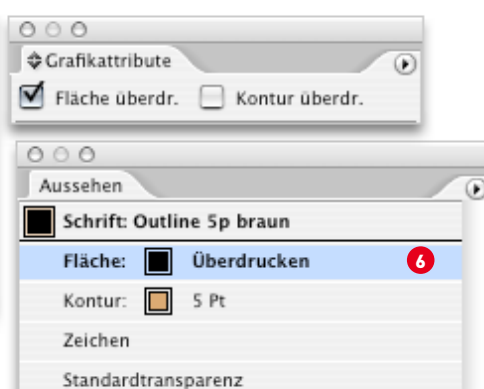 Grafikattribute
Fläche überdr. Kontur überdr.
Aussehen
Schrift: Outline 5p braun
Fläche: Überdrucken 6
Kontur: 5 Pt
Zeichen
Standardtransparenz